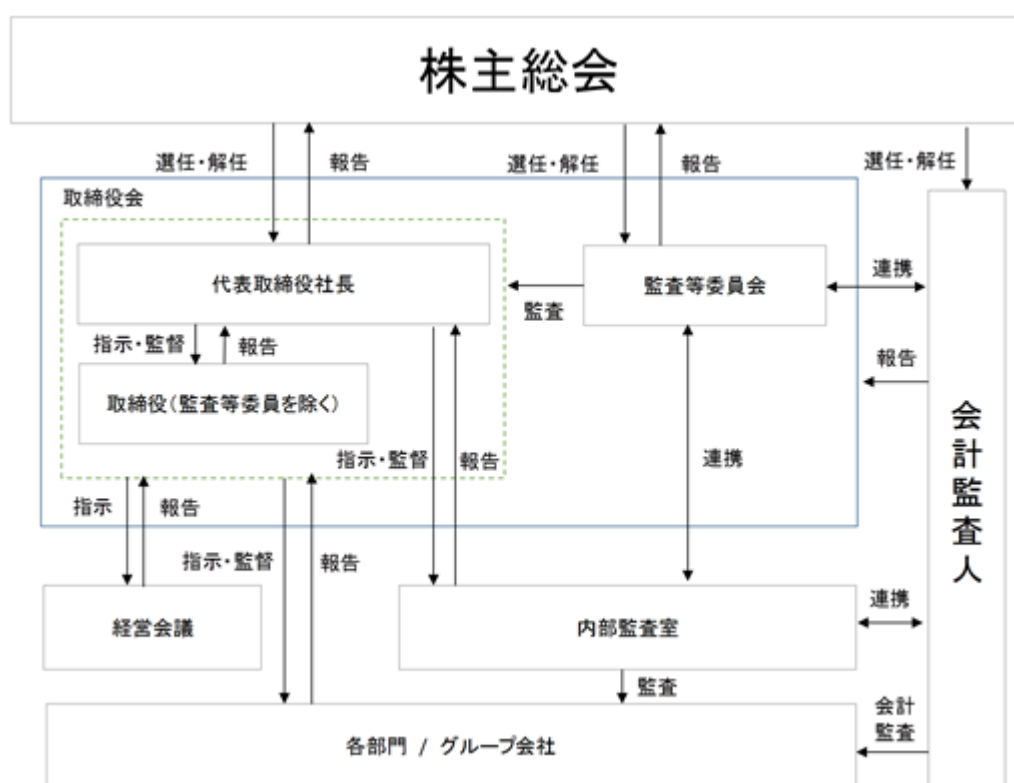 株主総会
選任・解任
報告
選任・解任
報告
選任・解任
取締役会
代表取締役社長
監査等委員会
連携
監査
指示・監督
報告
報告
取締役(監査等委員を除く)
会計監査人
指示・監督
報告
連携
指示
報告
指示・監督
報告
経営会議
内部監査室
連携
監査
会計
監査
各部門 / グループ会社